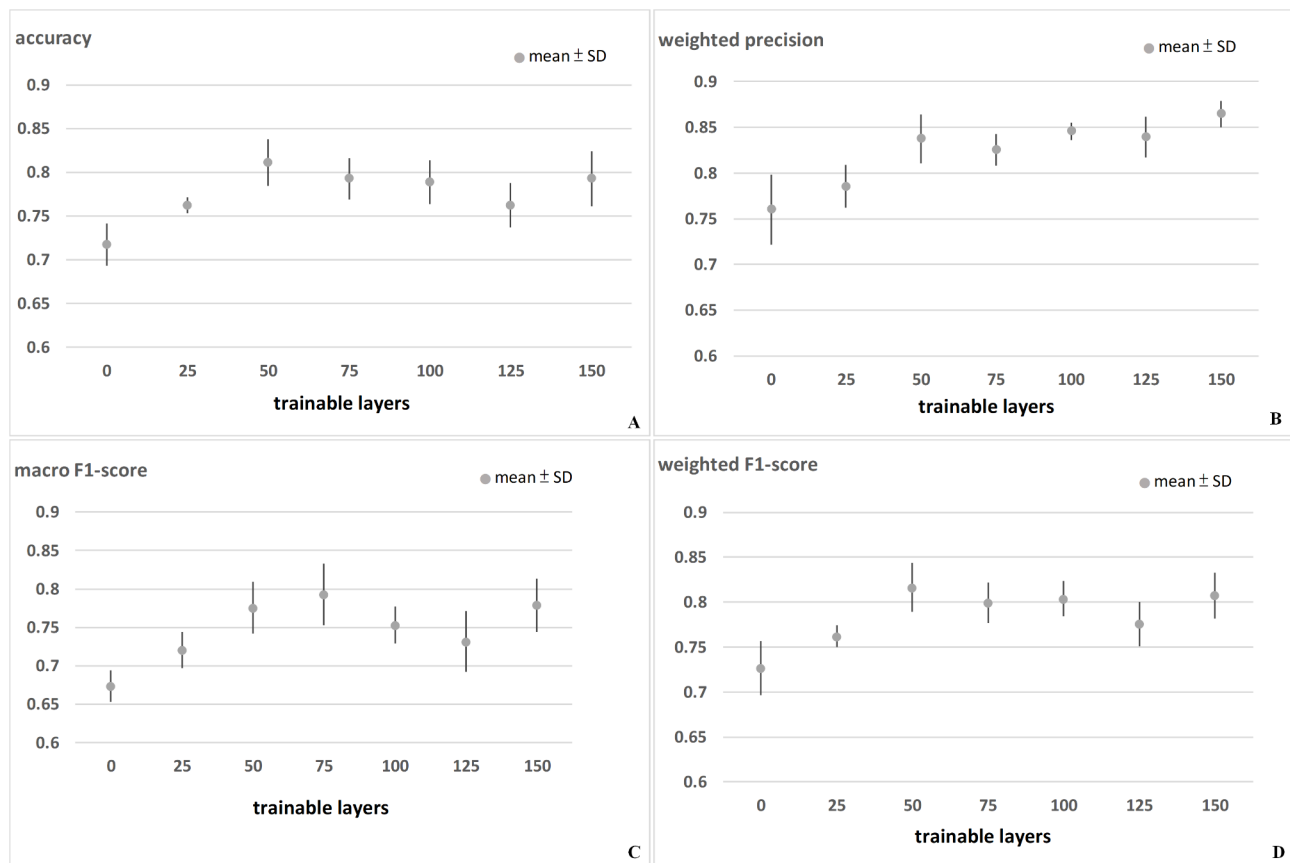 accuracy
mean ± SD
0.9
0.85
0.8
0.75
0.7
0.65
0.6
0 25 50 75 100 125 150
trainable layers
A
weighted precision
mean ± SD
0.9
0.85
0.8
0.75
0.7
0.65
0.6
0 25 50 75 100 125 150
trainable layers
B
macro F1-score
mean ± SD
0.9
0.85
0.8
0.75
0.7
0.65
0.6
0 25 50 75 100 125 150
trainable layers
C
weighted F1-score
mean ± SD
0.9
0.85
0.8
0.75
0.7
0.65
0.6
0 25 50 75 100 125 150
trainable layers
D